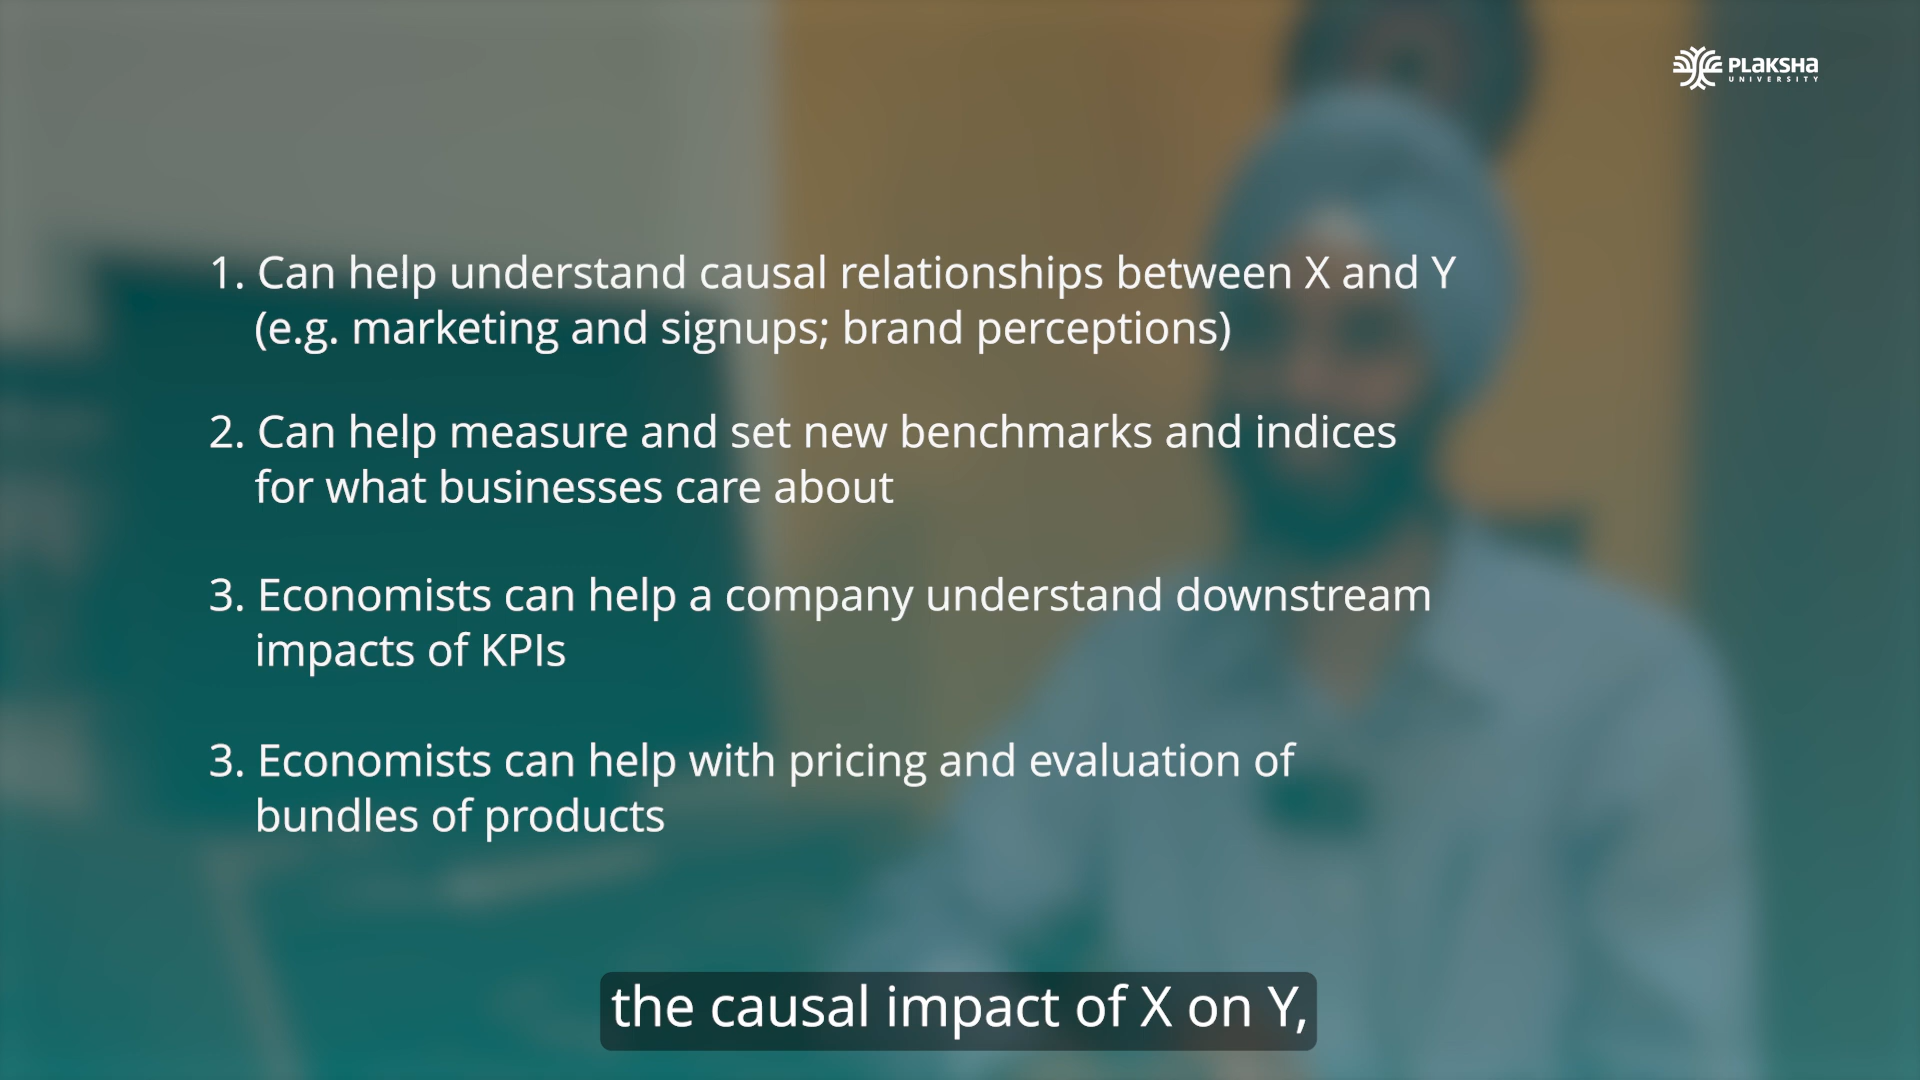 PLAKSHA
UNIVERSITY
1. Can help understand causal relationships between X and Y
(e.g. marketing and signups; brand perceptions)
2. Can help measure and set new benchmarks and indices
for what businesses care about
3. Economists can help a company understand downstream
impacts of KPIs
3. Economists can help with pricing and evaluation of
bundles of products
the causal impact of X on Y,